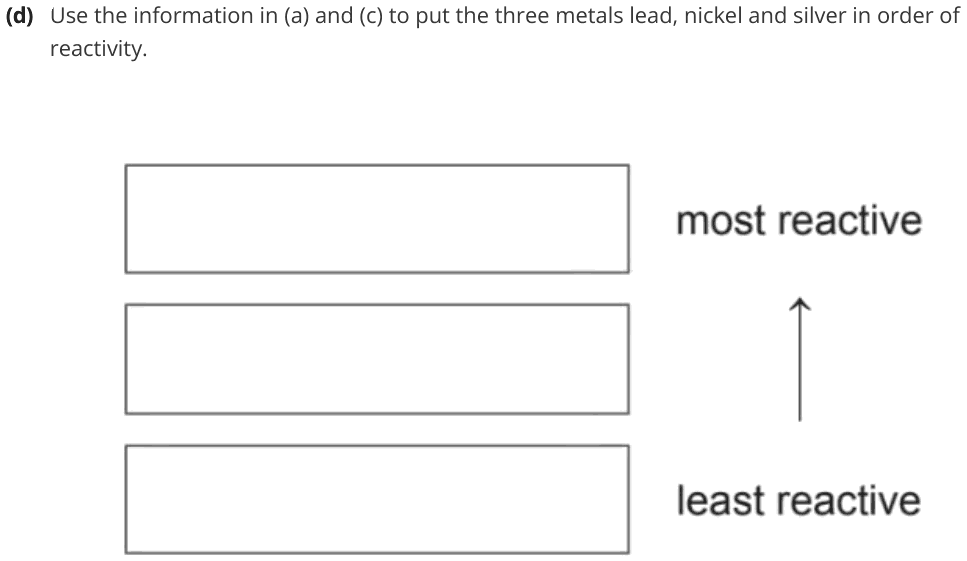 (d) Use the information in (a) and (c) to put the three metals lead, nickel and silver in order of
reactivity.
most reactive
least reactive